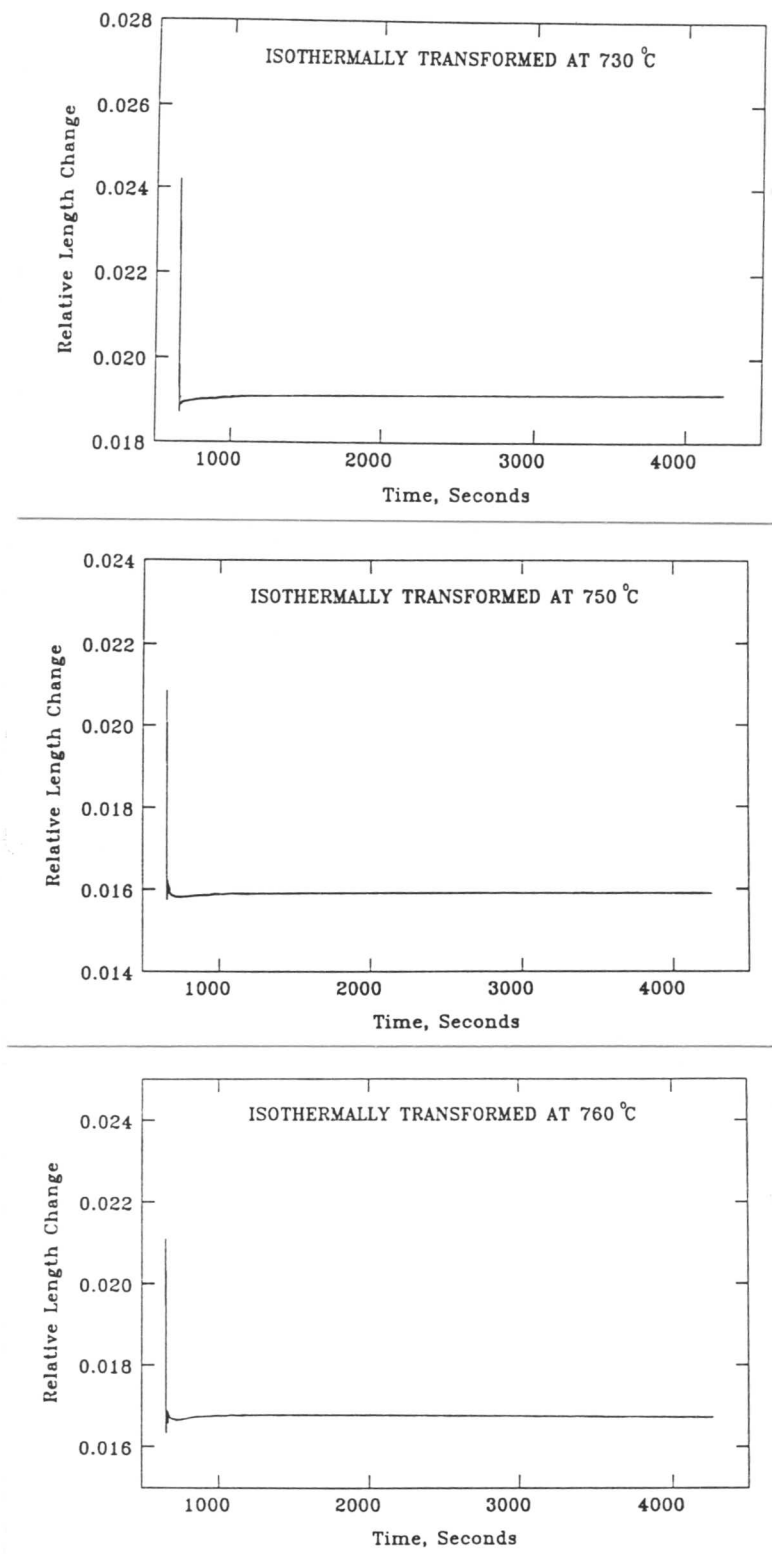 ISOTHERMALLY TRANSFORMED AT 730 °C
Relative Length Change
0.028
0.026
0.024
0.022
0.020
0.018
1000 2000 3000 4000
Time, Seconds
ISOTHERMALLY TRANSFORMED AT 750 °C
Relative Length Change
0.024
0.022
0.020
0.018
0.016
0.014
1000 2000 3000 4000
Time, Seconds
ISOTHERMALLY TRANSFORMED AT 760 °C
Relative Length Change
0.024
0.022
0.020
0.018
0.016
1000 2000 3000 4000
Time, Seconds